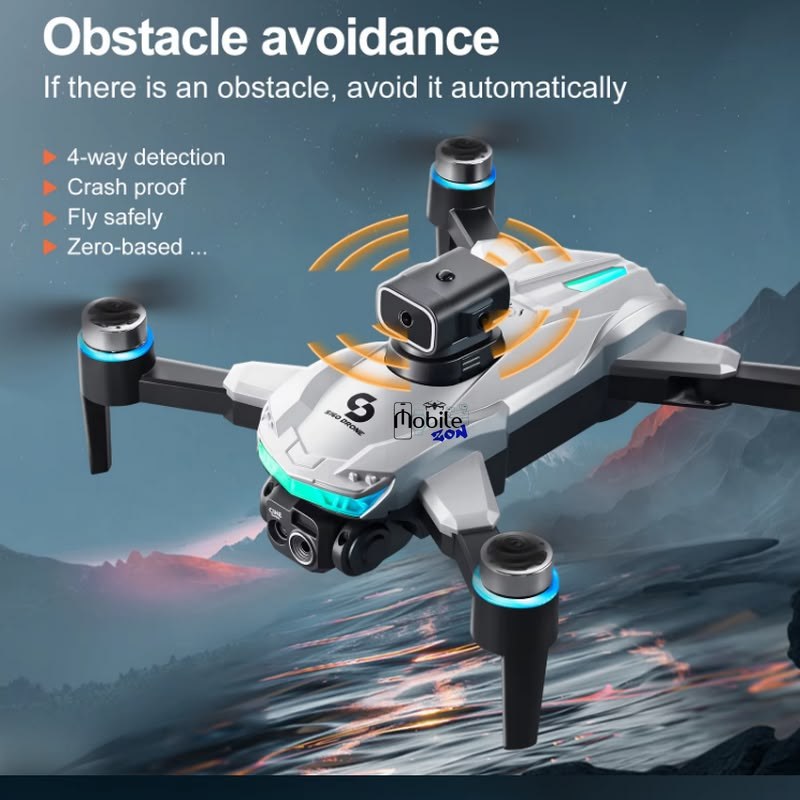 Obstacle avoidance
If there is an obstacle, avoid it automatically
4-way detection
Crash proof
Fly safely
Zero-based ...
Mobile
ZON
DRONE